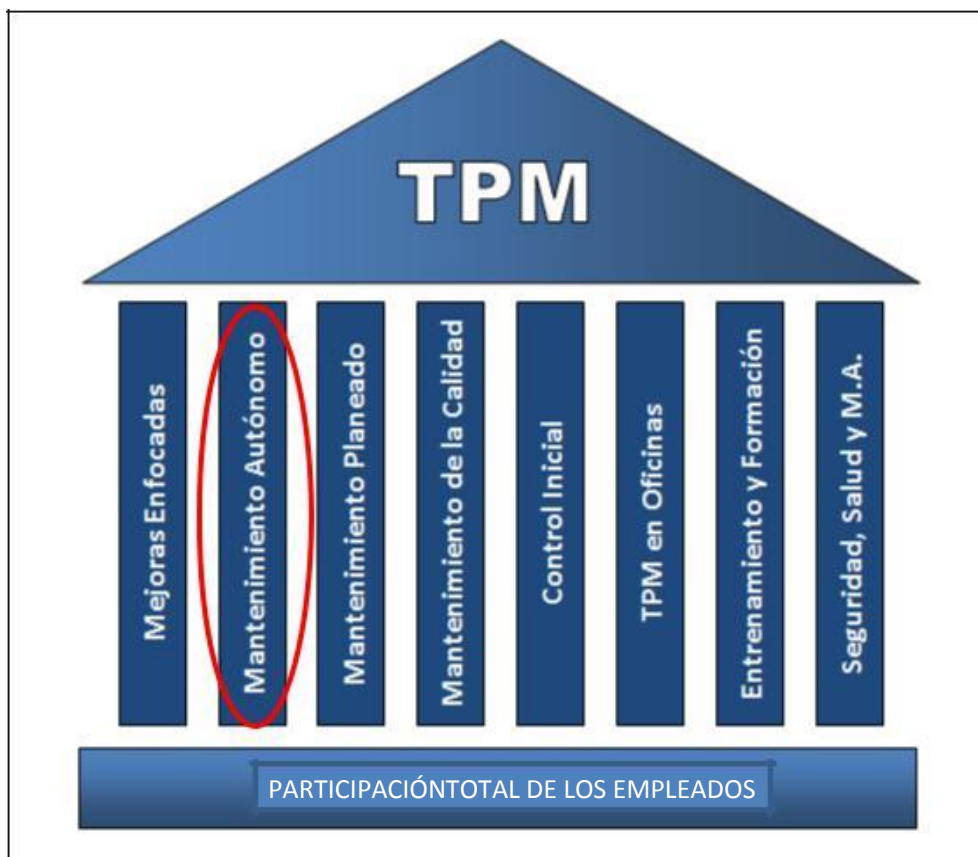 TPM
Mejoras Enfocadas
Mantenimiento Autónomo
Mantenimiento Planeado
Mantenimiento de la Calidad
Control Inicial
TPM en Oficinas
Entrenamiento y Formación
Seguridad, Salud y M.A.
PARTICIPACIÓNTOTAL DE LOS EMPLEADOS